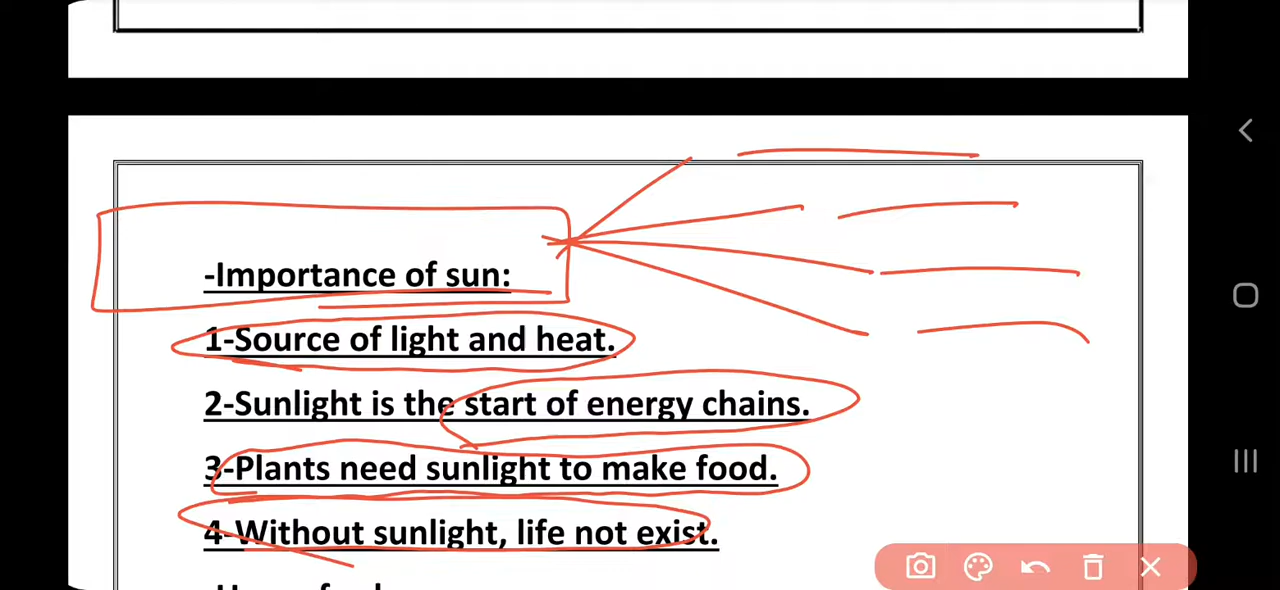 -Importance of sun:
1-Source of light and heat.
2-Sunlight is the start of energy chains.
3-Plants need sunlight to make food.
4-Without sunlight, life not exist.